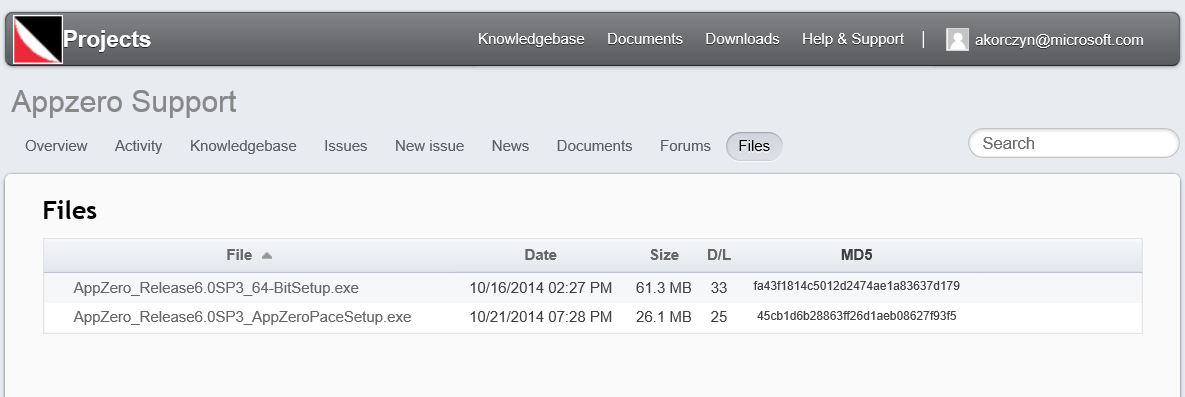 Projects Knowledgebase Documents Downloads Help & Support | akorczyn@microsoft.com
Appzero Support
Overview Activity Knowledgebase Issues New issue News Documents Forums Files Search
Files
File Date Size D/L MD5
AppZero_Release6.0SP3_64-BitSetup.exe 10/16/2014 02:27 PM 61.3 MB 33 fa43f1814c5012d2474ae1a83637d179
AppZero_Release6.0SP3_AppZeroPaceSetup.exe 10/21/2014 07:28 PM 26.1 MB 25 45cb1d6b28863ff26d1aeb08627f93f5